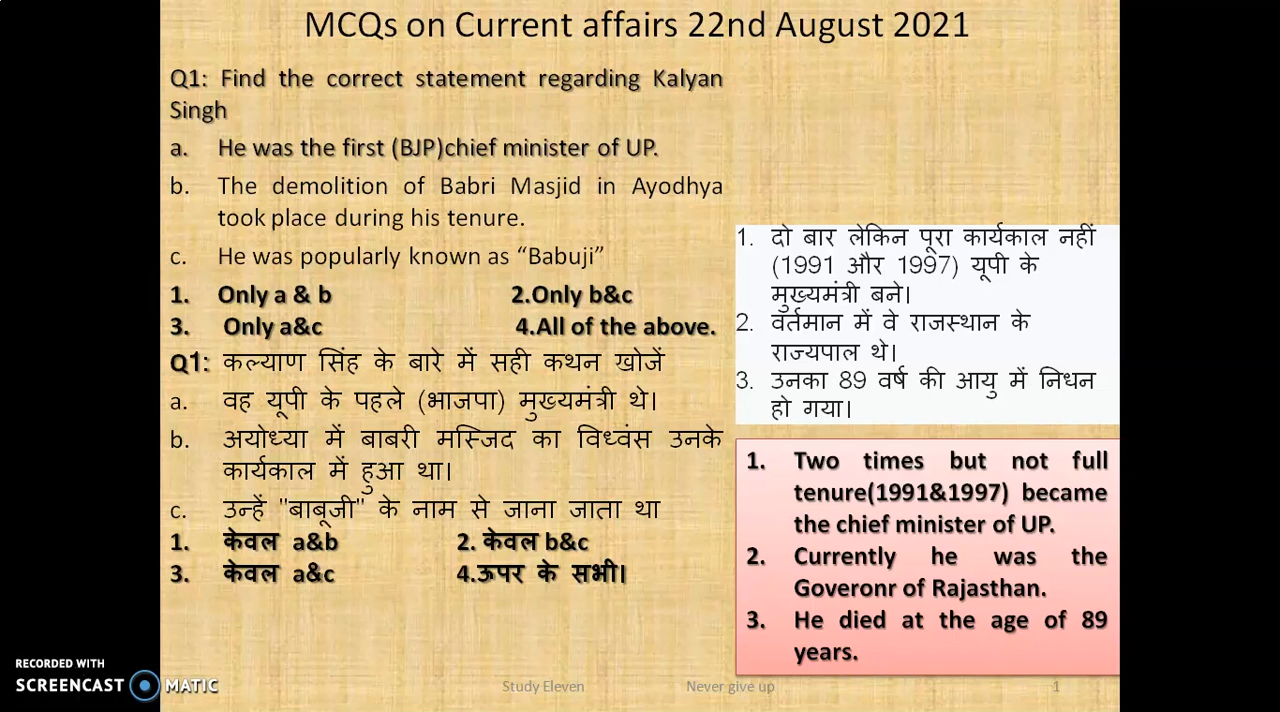 MCQs on Current affairs 22nd August 2021
Q1: Find the correct statement regarding Kalyan
Singh
a. He was the first (BJP)chief minister of UP.
b. The demolition of Babri Masjid in Ayodhya
took place during his tenure.
c. He was popularly known as “Babuji”
1. Only a & b 2.Only b&c
3. Only a&c 4.All of the above.
Q1: कल्याण सिंह के बारे में सही कथन खोजें
a. वह यूपी के पहले (भाजपा) मुख्यमंत्री थे।
b. अयोध्या में बाबरी मस्जिद का विध्वंस उनके
कार्यकाल में हुआ था।
c. उन्हें "बाबूजी" के नाम से जाना जाता था
1. केवल a&b 2. केवल b&c
3. केवल a&c 4.ऊपर के सभी।
1. दो बार लेकिन पूरा कार्यकाल नहीं
(1991 और 1997) यूपी के
मुख्यमंत्री बने।
2. वर्तमान में वे राजस्थान के
राज्यपाल थे।
3. उनका 89 वर्ष की आयु में निधन
हो गया।
1. Two times but not full
tenure(1991&1997) became
the chief minister of UP.
2. Currently he was the
Goveronr of Rajasthan.
3. He died at the age of 89
years.
RECORDED WITH
SCREENCAST MATIC
Study Eleven Never give up 1